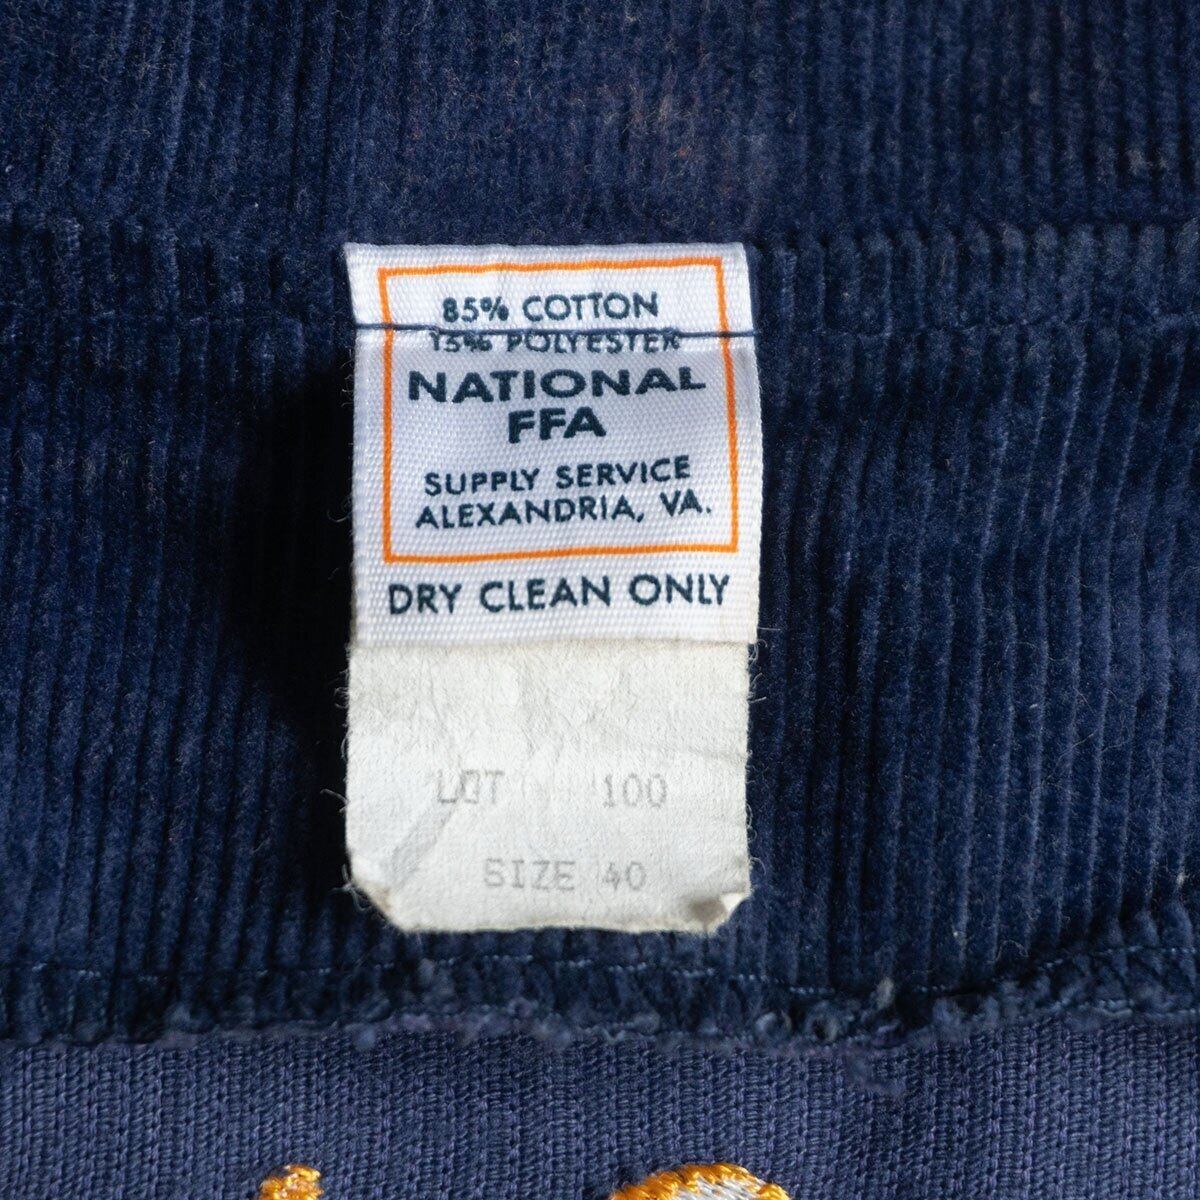 85% COTTON
15% POLYESTER
NATIONAL
FFA
SUPPLY SERVICE
ALEXANDRIA, VA.
DRY CLEAN ONLY
LOT 100
SIZE 40